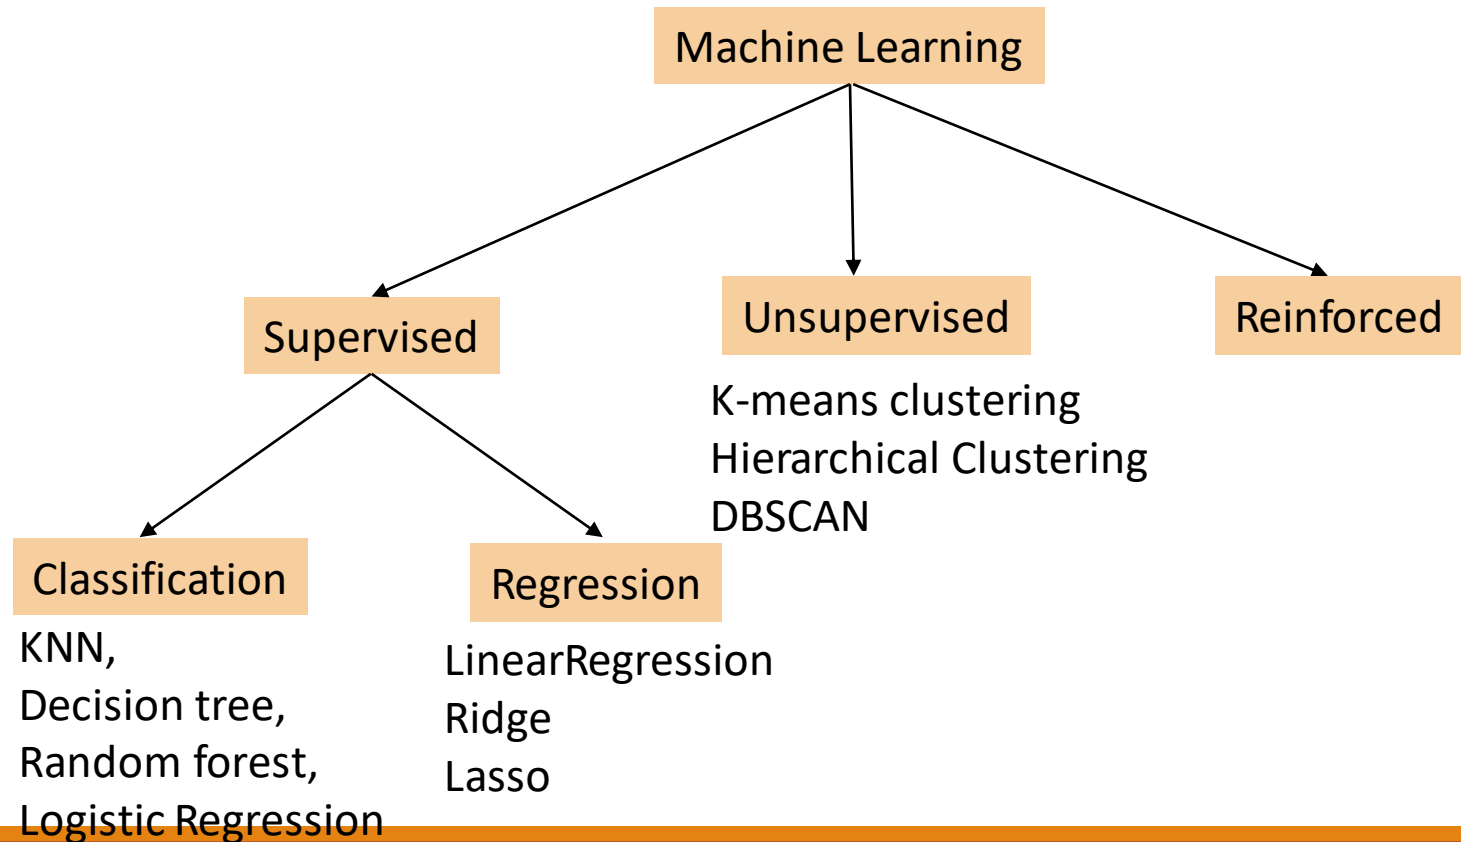 Machine Learning
Supervised
Unsupervised
Reinforced
K-means clustering
Hierarchical Clustering
DBSCAN
Classification
KNN,
Decision tree,
Random forest,
Logistic Regression
Regression
LinearRegression
Ridge
Lasso